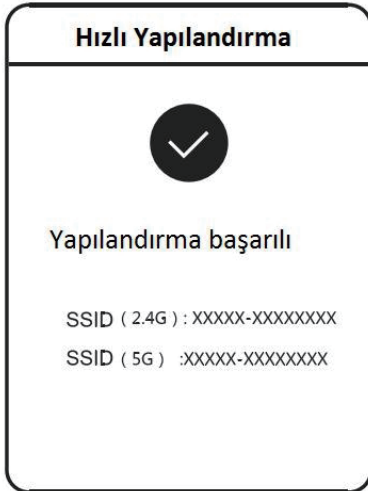 Hızlı Yapılandırma
Yapılandırma başarılı
SSID ( 2.4G ) : XXXXX-XXXXXXXX
SSID ( 5G ) :XXXXX-XXXXXXXX